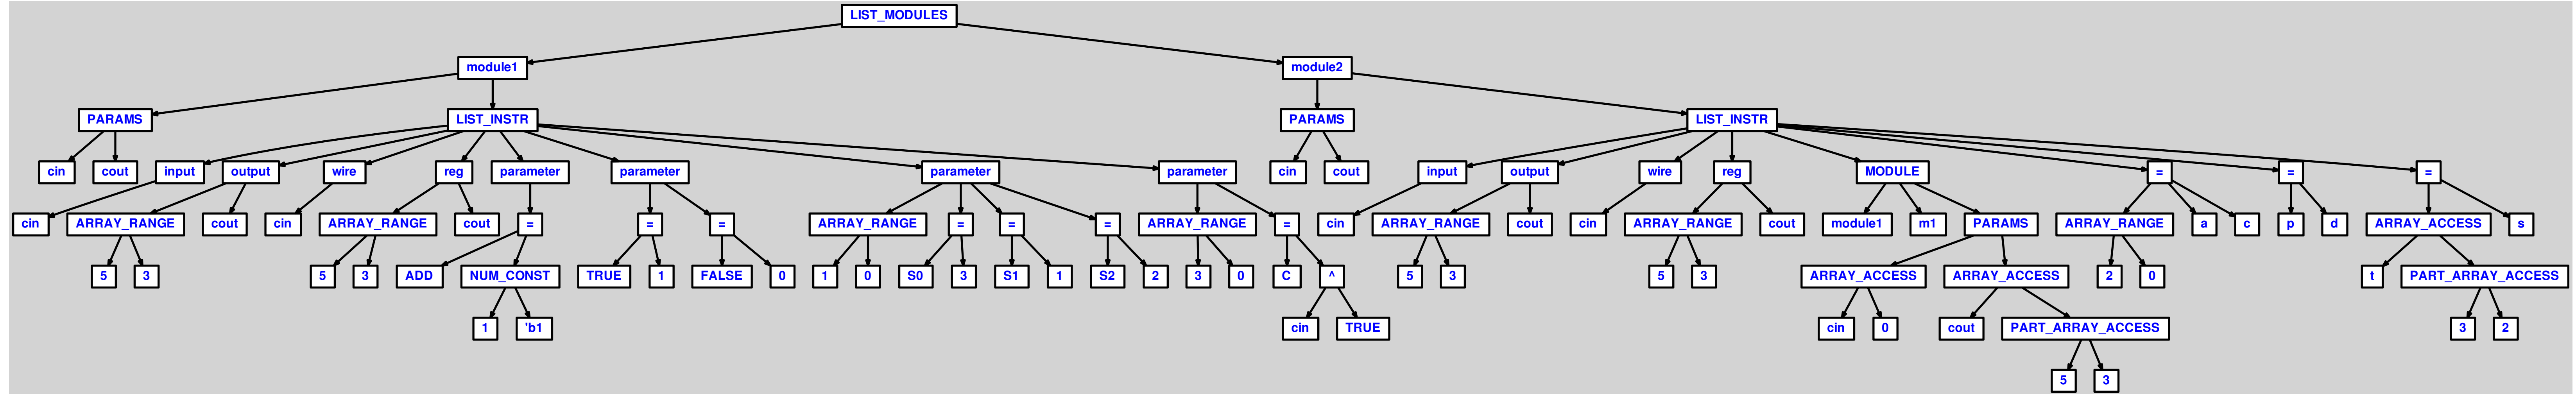 LIST_MODULES
module1 module2
PARAMS LIST_INSTR PARAMS LIST_INSTR
cin cout input output wire reg parameter parameter parameter parameter cin cout input output wire reg MODULE = = =
cin ARRAY_RANGE cout cin ARRAY_RANGE cout = = = ARRAY_RANGE = = = ARRAY_RANGE = cin ARRAY_RANGE cout cin ARRAY_RANGE cout module1 m1 PARAMS ARRAY_RANGE a c p d ARRAY_ACCESS s
5 3 5 3 ADD NUM_CONST TRUE 1 FALSE 0 1 0 S0 3 S1 1 S2 2 3 0 C ^ 5 3 5 3 ARRAY_ACCESS ARRAY_ACCESS 2 0 t PART_ARRAY_ACCESS
1 'b1 cin TRUE cin 0 cout PART_ARRAY_ACCESS 3 2
5 3